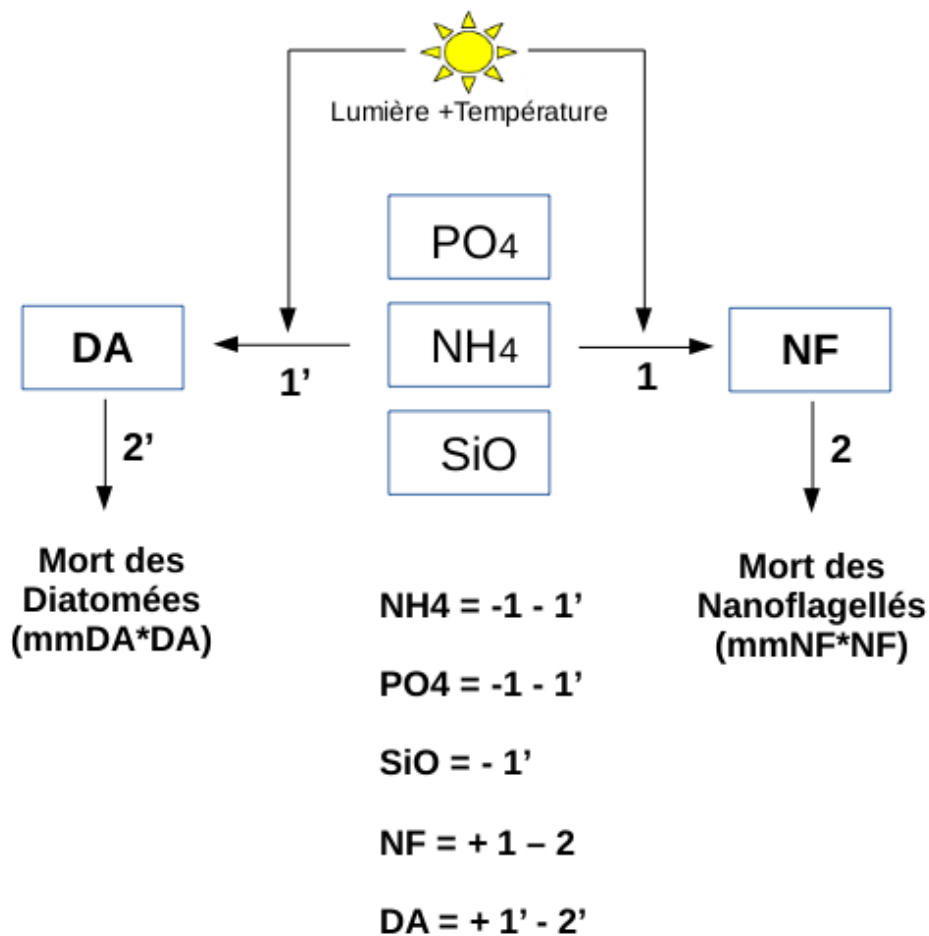 Lumière +Température
PO4
DA
NH4
NF
1'
1
SiO
2'
2
Mort des
Diatomées
(mmDA*DA)
Mort des
Nanoflagellés
(mmNF*NF)
NH4 = -1 - 1’
PO4 = -1 - 1’
SiO = - 1’
NF = + 1 – 2
DA = + 1’ - 2’